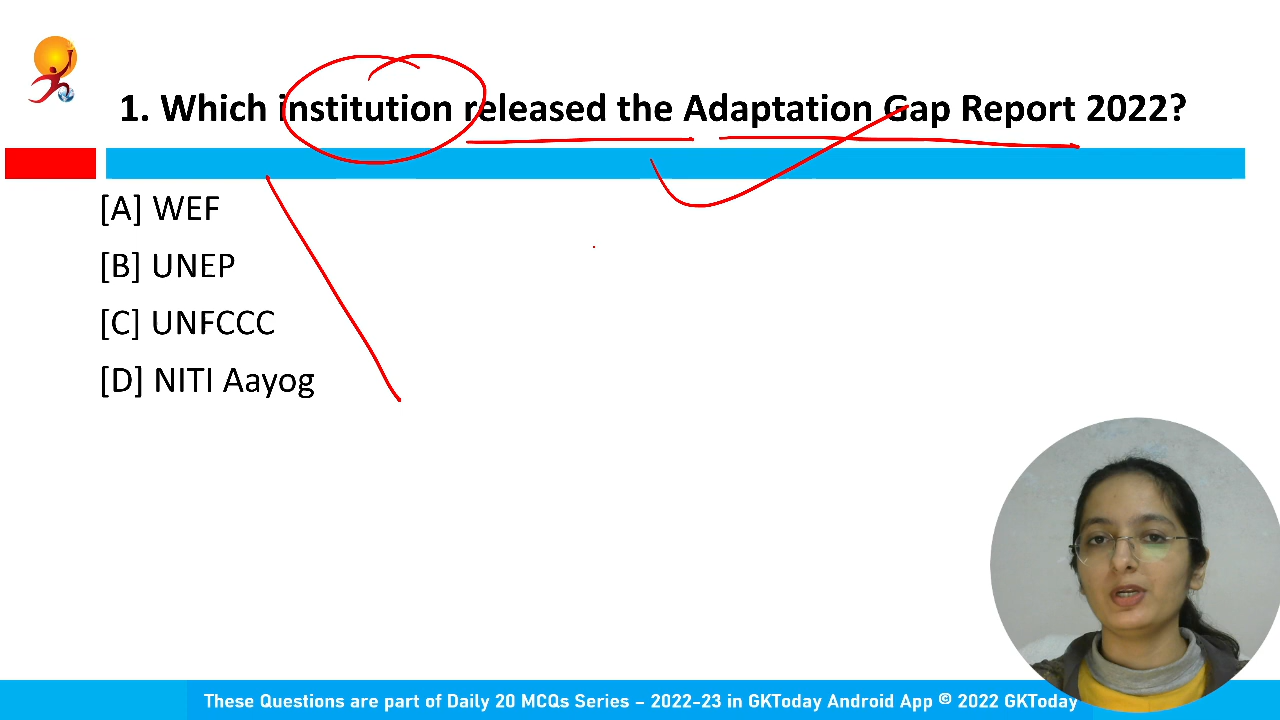 1. Which institution released the Adaptation Gap Report 2022?
[A] WEF
[B] UNEP
[C] UNFCCC
[D] NITI Aayog
These Questions are part of Daily 20 MCQs Series – 2022-23 in GKToday Android App © 2022 GKToday